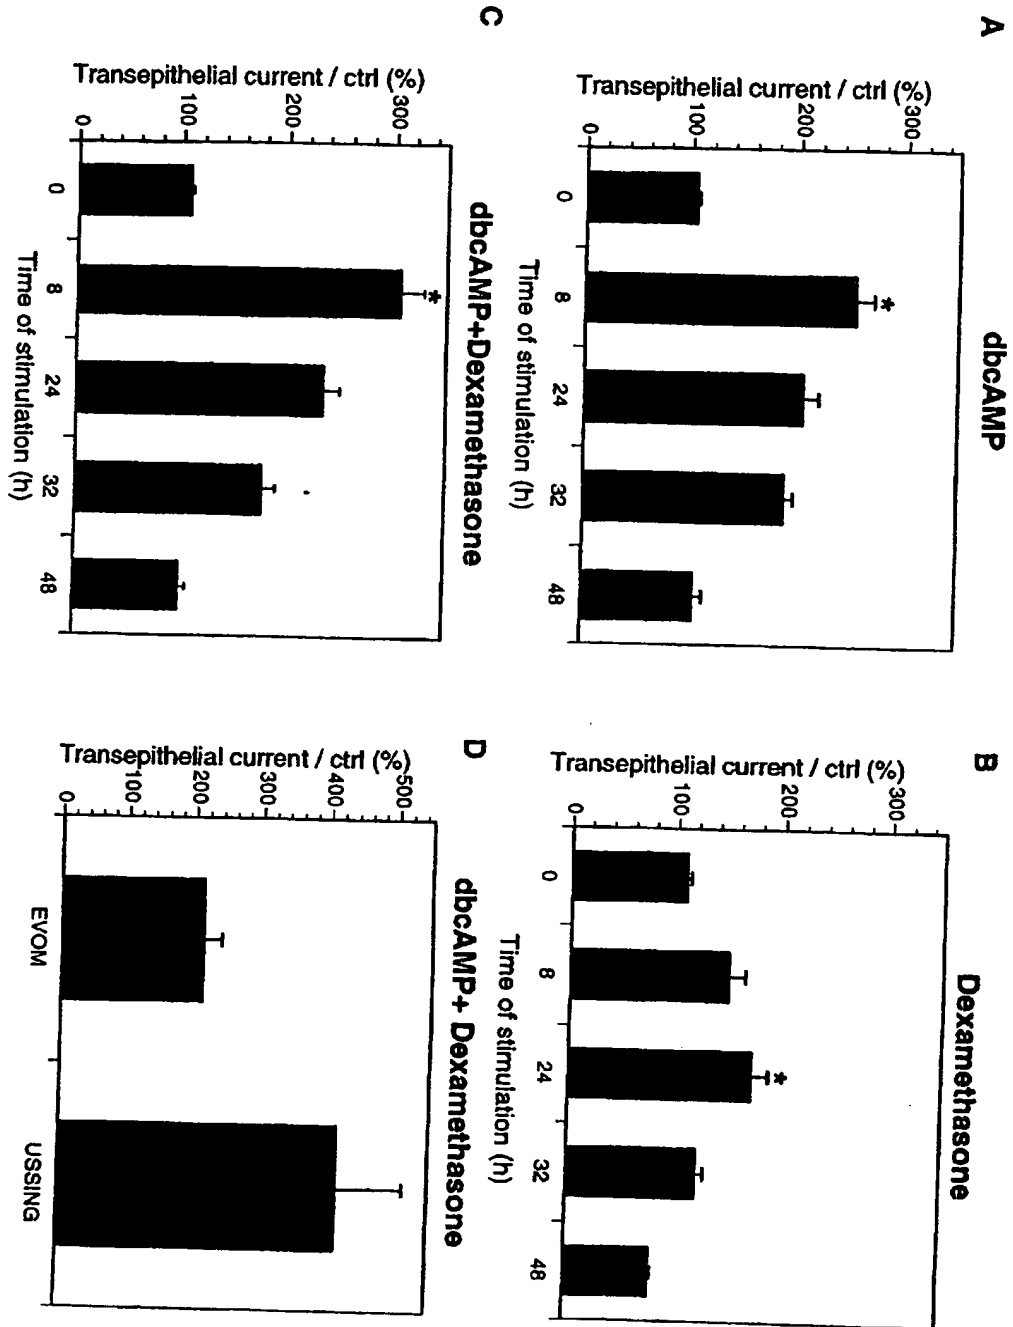 A
dbcAMP
Transepithelial current / ctrl (%)
300
200
100
0
*
0 8 24 32 48
Time of stimulation (h)
B
Dexamethasone
Transepithelial current / ctrl (%)
300
200
100
0
*
0 8 24 32 48
Time of stimulation (h)
C
dbcAMP+Dexamethasone
Transepithelial current / ctrl (%)
300
200
100
0
*
0 8 24 32 48
Time of stimulation (h)
D
dbcAMP+ Dexamethasone
Transepithelial current / ctrl (%)
500
400
300
200
100
0
EVOM USSING